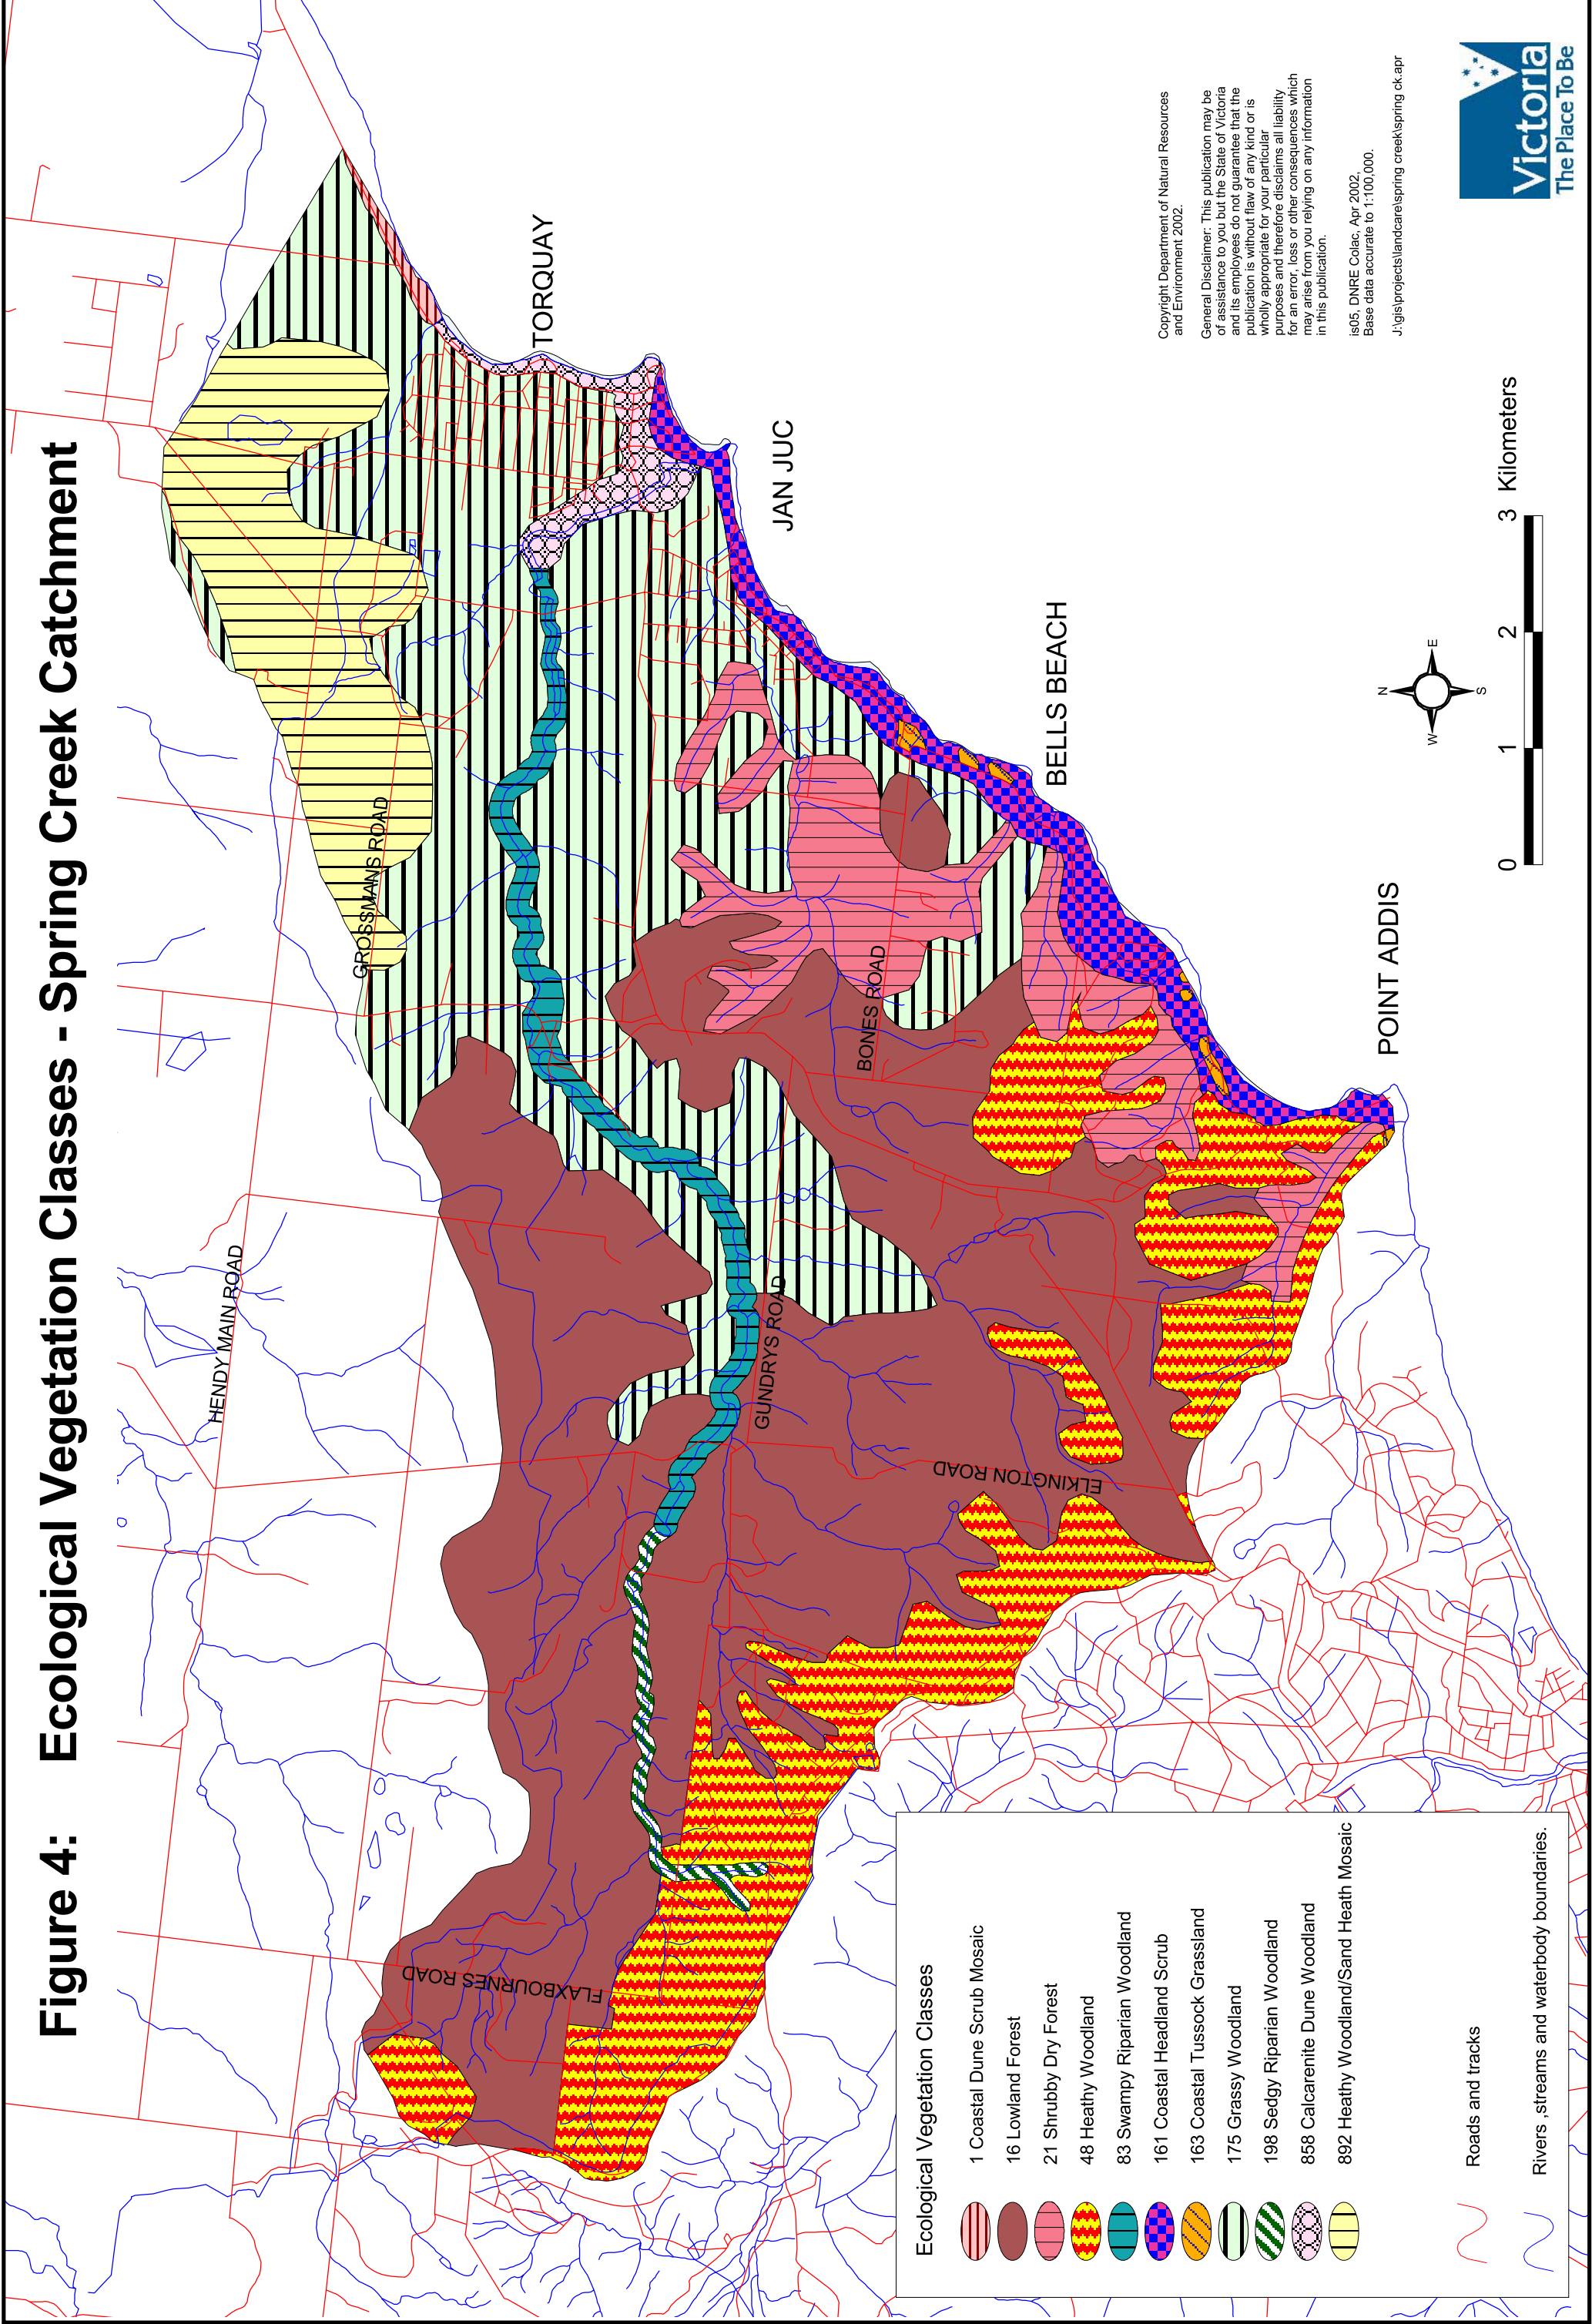 Figure 4: Ecological Vegetation Classes - Spring Creek Catchment
HENDY MAIN ROAD
GROSSMANS ROAD
FLAXBOURNES ROAD
TORQUAY
JAN JUC
GUNDRYS ROAD
BONES ROAD
ELKINGTON ROAD
BELLS BEACH
POINT ADDIS
Ecological Vegetation Classes
1 Coastal Dune Scrub Mosaic
16 Lowland Forest
21 Shrubby Dry Forest
48 Heathy Woodland
83 Swampy Riparian Woodland
161 Coastal Headland Scrub
163 Coastal Tussock Grassland
175 Grassy Woodland
198 Sedgy Riparian Woodland
858 Calcarenite Dune Woodland
892 Heathy Woodland/Sand Heath Mosaic
Roads and tracks
Rivers ,streams and waterbody boundaries.
N
W
E
S
0 1 2 3 Kilometers
Copyright Department of Natural Resources
and Environment 2002.
General Disclaimer: This publication may be
of assistance to you but the State of Victoria
and its employees do not guarantee that the
publication is without flaw of any kind or is
wholly appropriate for your particular
purposes and therefore disclaims all liability
for an error, loss or other consequences which
may arise from you relying on any information
in this publication.
is05, DNRE Colac, Apr 2002,
Base data accurate to 1:100,000.
J:\gis\projects\landcare\spring creek\spring ck.apr
Victoria
The Place To Be